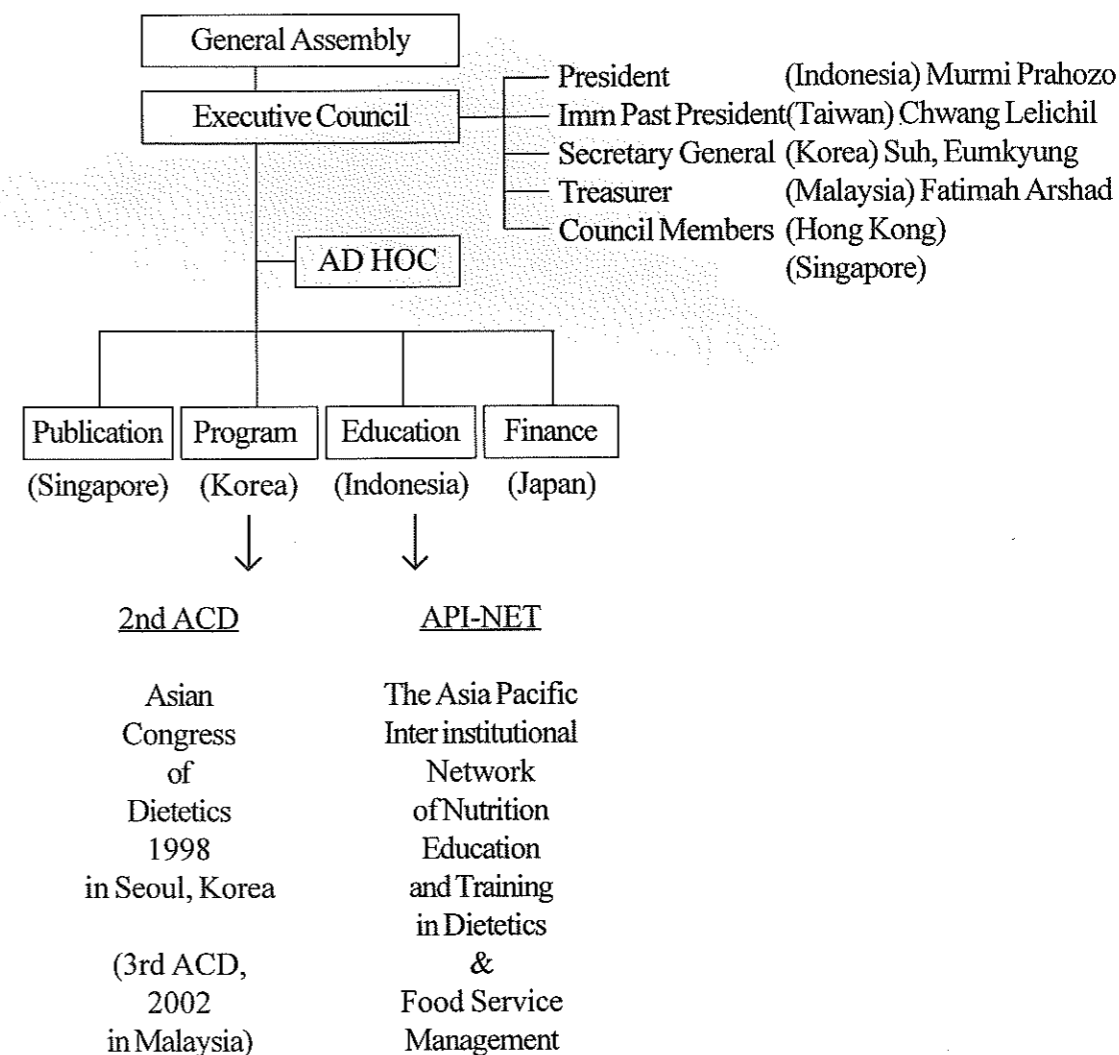 General Assembly
Executive Council
President (Indonesia) Murmi Prahozo
Imm Past President(Taiwan) Chwang Lelichil
Secretary General (Korea) Suh, Eumkyung
Treasurer (Malaysia) Fatimah Arshad
Council Members (Hong Kong)
(Singapore)
AD HOC
Publication Program Education Finance
(Singapore) (Korea) (Indonesia) (Japan)
2nd ACD
Asian
Congress
of
Dietetics
1998
in Seoul, Korea
(3rd ACD,
2002
in Malaysia)
API-NET
The Asia Pacific
Inter institutional
Network
of Nutrition
Education
and Training
in Dietetics
&
Food Service
Management